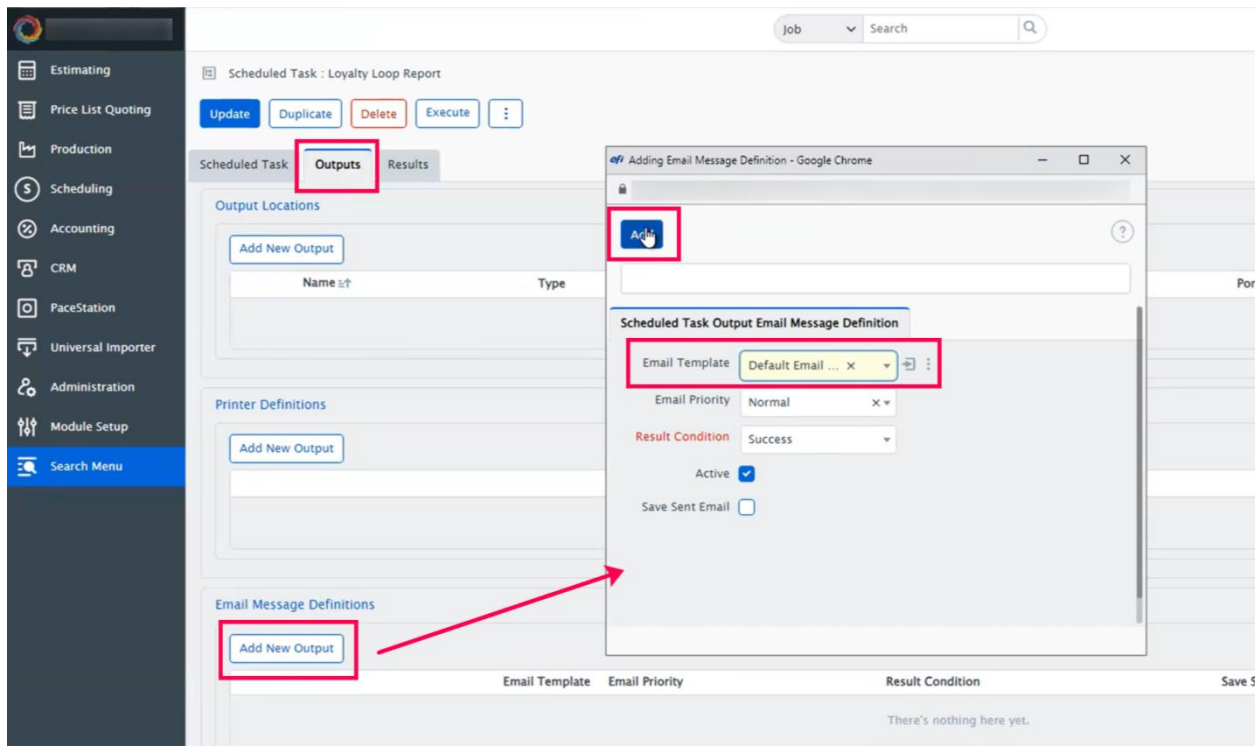 Job
Search
Estimating
Price List Quoting
Production
Scheduling
Accounting
CRM
PaceStation
Universal Importer
Administration
Module Setup
Search Menu
Scheduled Task : Loyalty Loop Report
Update
Duplicate
Delete
Execute
Scheduled Task
Outputs
Results
Output Locations
Add New Output
Name
Type
Por
Printer Definitions
Add New Output
Email Message Definitions
Add New Output
Email Template
Email Priority
Result Condition
Save S
There's nothing here yet.
efi Adding Email Message Definition - Google Chrome
?
Scheduled Task Output Email Message Definition
Email Template
Default Email ...
Email Priority
Normal
Result Condition
Success
Active
Save Sent Email